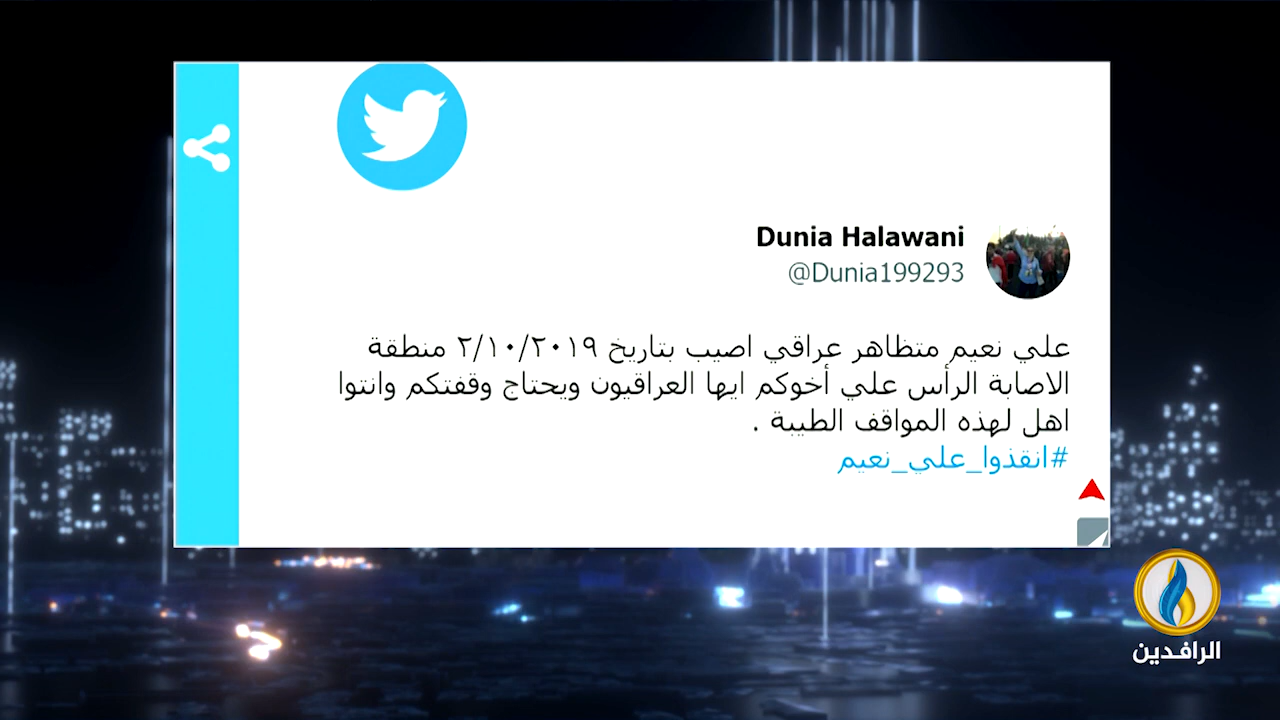 Dunia Halawani
@Dunia199293
علي نعيم متظاهر عراقي اصيب بتاريخ ٢/١٠/٢٠١٩ منطقة
الاصابة الرأس علي أخوكم ايها العراقيون ويحتاج وقفتكم وانتوا
اهل لهذه المواقف الطيبة .
#انقذوا_علي_نعيم
الرافدين